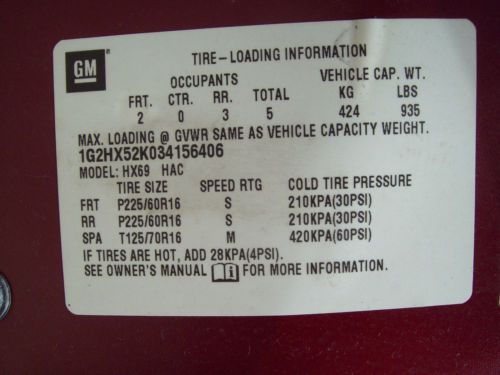 GM
TIRE-LOADING INFORMATION
OCCUPANTS VEHICLE CAP. WT.
FRT. CTR. RR. TOTAL KG LBS
2 0 3 5 424 935
MAX. LOADING @ GVWR SAME AS VEHICLE CAPACITY WEIGHT.
1G2HX52K034156406
MODEL: HX69 HAC
TIRE SIZE SPEED RTG COLD TIRE PRESSURE
FRT P225/60R16 S 210KPA(30PSI)
RR P225/60R16 S 210KPA(30PSI)
SPA T125/70R16 M 420KPA(60PSI)
IF TIRES ARE HOT, ADD 28KPA(4PSI).
SEE OWNER'S MANUAL i FOR MORE INFORMATION.